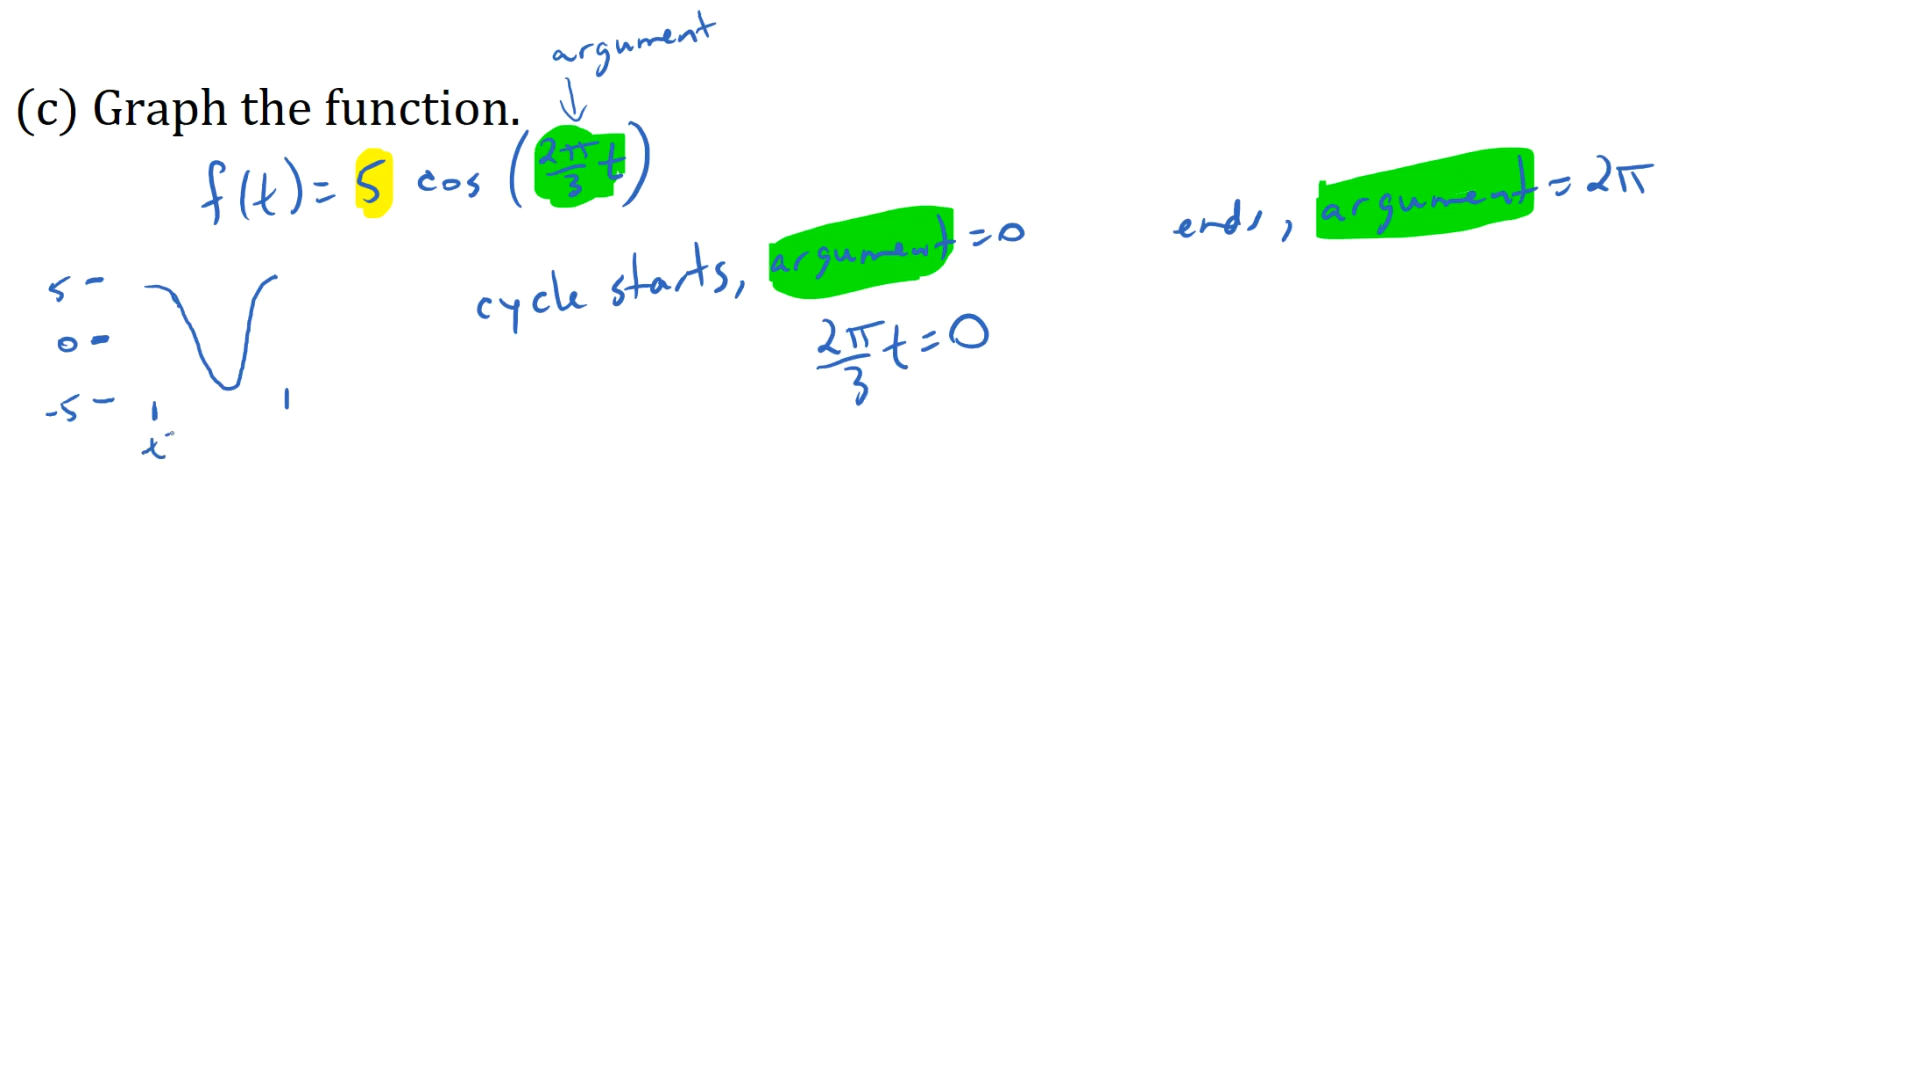 argument
(c) Graph the function.
f(t) = 5 cos (2π/3 t)
cycle starts, argument = 0
2π/3 t = 0
ends, argument = 2π
5 -
0 -
-5 -
t